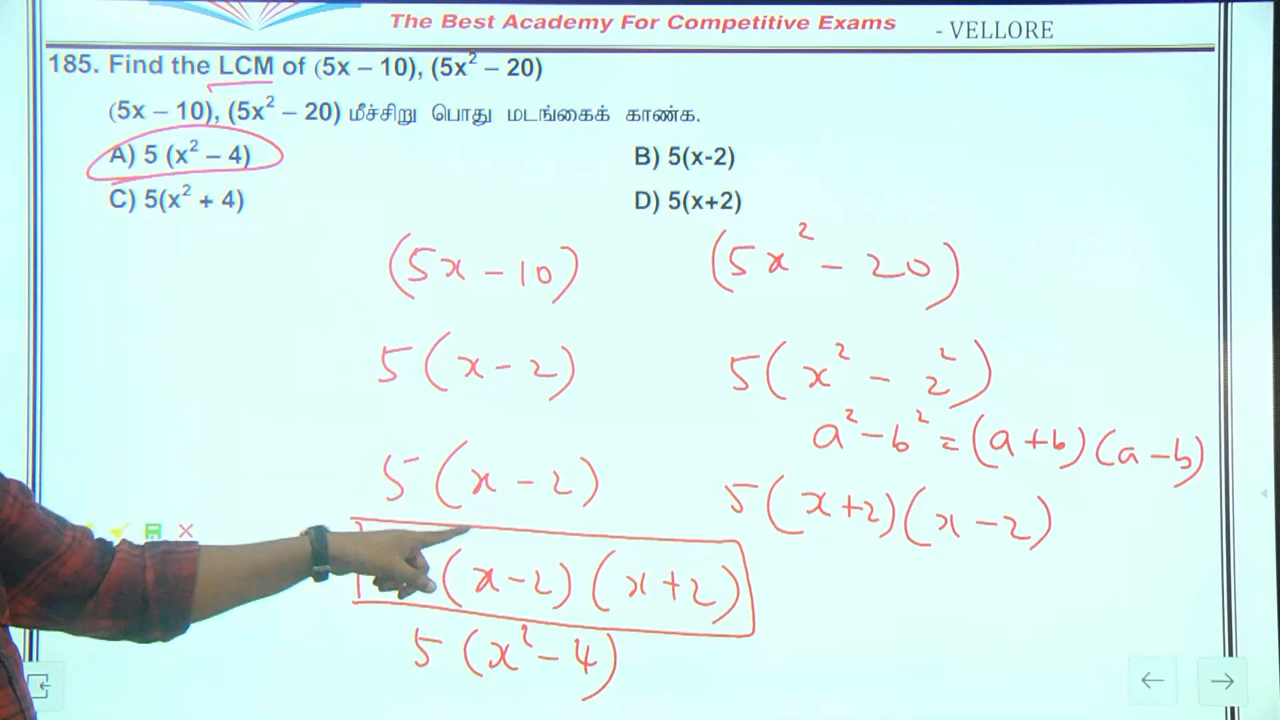 The Best Academy For Competitive Exams - VELLORE
185. Find the LCM of (5x – 10), (5x² – 20)
(5x – 10), (5x² – 20) மீச்சிறு பொது மடங்கைக் காண்க.
A) 5 (x² – 4) B) 5(x-2)
C) 5(x² + 4) D) 5(x+2)
(5x – 10) (5x² – 20)
5(x – 2) 5(x² – 2²)
a² – b² = (a+b)(a–b)
5(x – 2) 5(x+2)(x–2)
(x–2)(x+2)
5(x²–4)